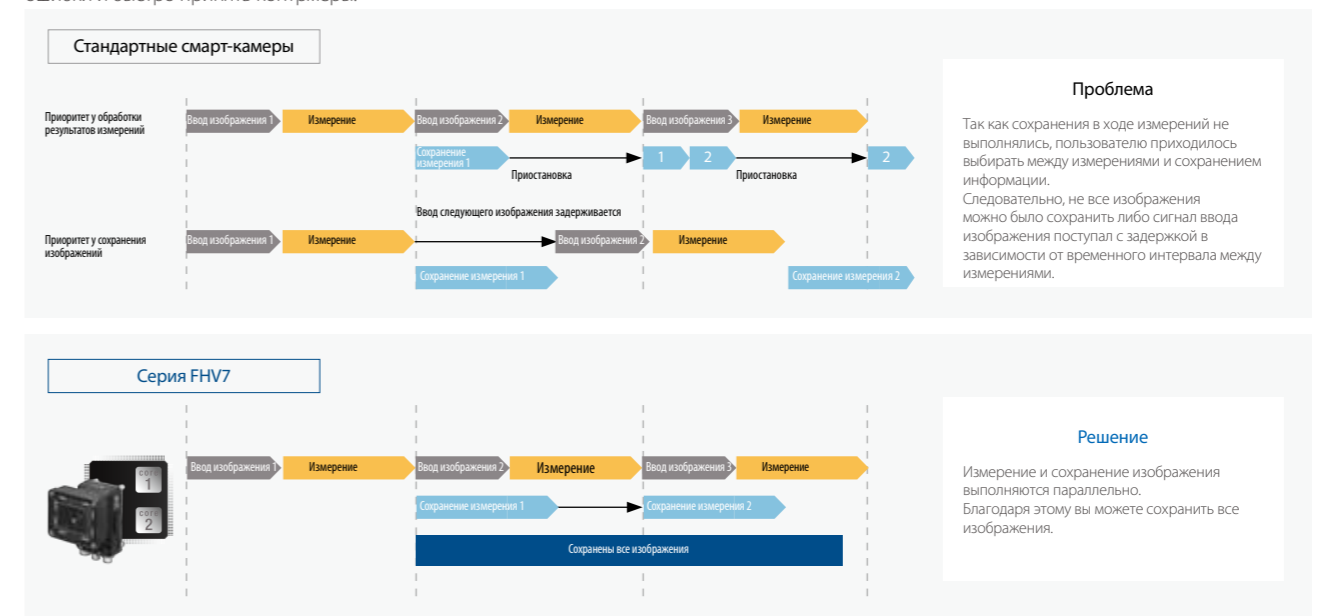 Стандартные смарт-камеры
Проблема
Приоритет у обработки
результатов измерений
Ввод изображения 1
Измерение
Ввод изображения 2
Измерение
Ввод изображения 3
Измерение
Сохранение
измерения 1
Приостановка
1
2
Приостановка
2
Так как сохранения в ходе измерений не
выполнялись, пользователю приходилось
выбирать между измерениями и сохранением
информации.
Следовательно, не все изображения
можно было сохранить либо сигнал ввода
изображения поступал с задержкой в
зависимости от временного интервала между
измерениями.
Ввод следующего изображения задерживается
Приоритет у сохранения
изображений
Ввод изображения 1
Измерение
Ввод изображения 2
Измерение
Сохранение измерения 1
Сохранение измерения 2
Серия FHV7
Решение
core
1
core
2
Ввод изображения 1
Измерение
Ввод изображения 2
Измерение
Ввод изображения 3
Измерение
Сохранение измерения 1
Сохранение измерения 2
Сохранены все изображения
Измерение и сохранение изображения
выполняются параллельно.
Благодаря этому вы можете сохранить все
изображения.